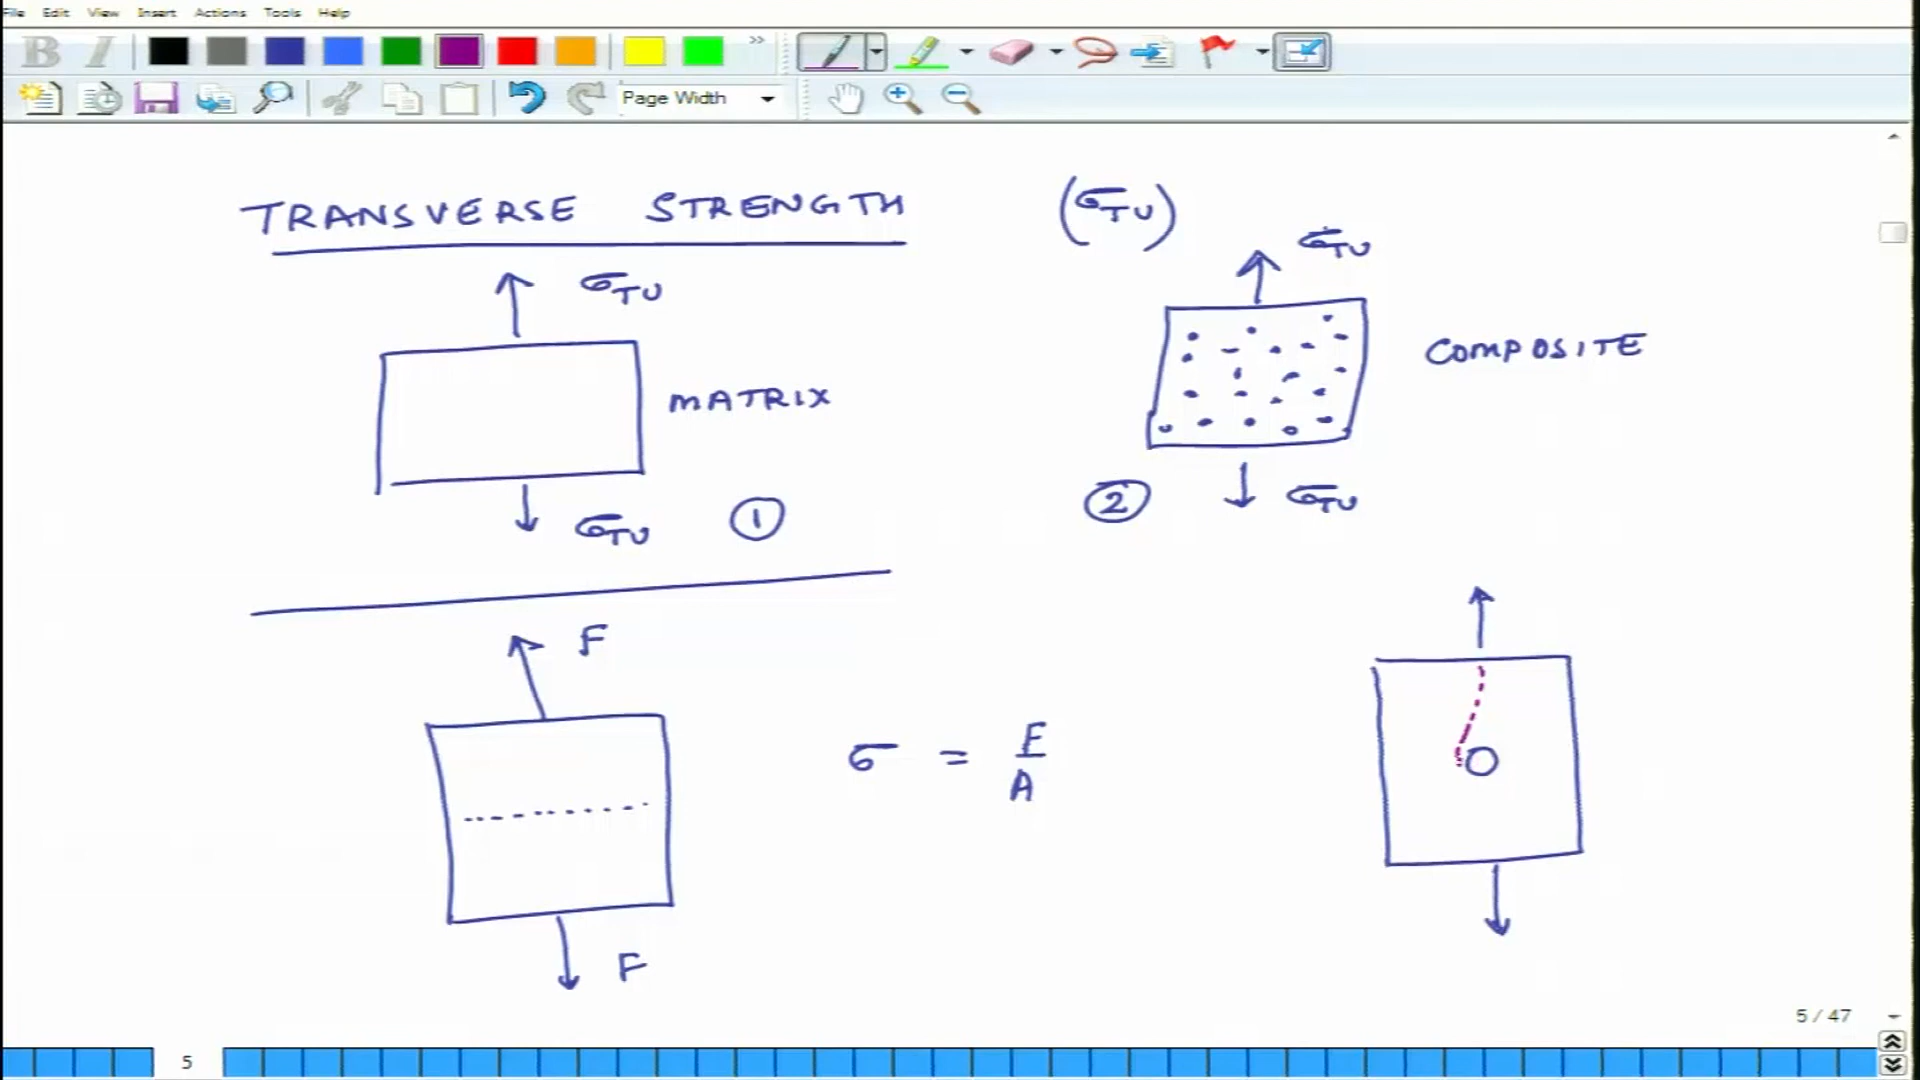 File Edit View Insert Actions Tools Help
B I
Page Width
TRANSVERSE STRENGTH (σTU)
σTU
σTU
MATRIX
COMPOSITE
σTU
1
2
σTU
F
σ = F/A
F
5 / 47
5